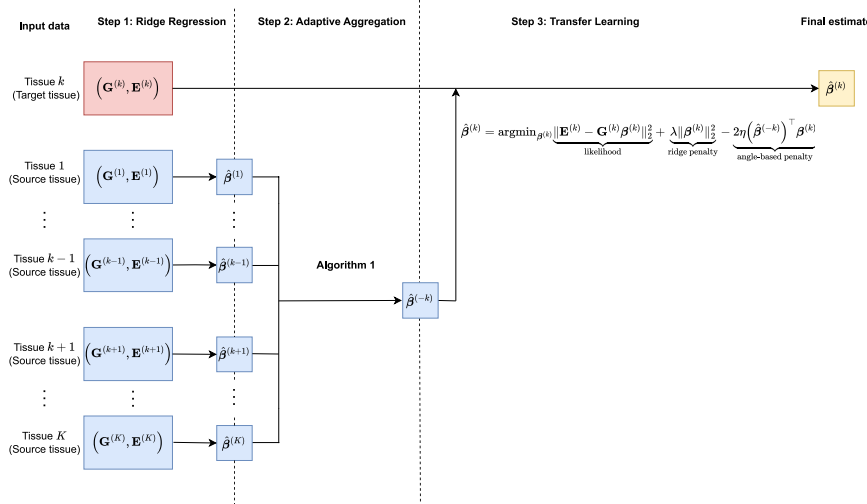 Input data
Step 1: Ridge Regression
Step 2: Adaptive Aggregation
Step 3: Transfer Learning
Final estimate
Tissue k
(Target tissue)
(G^(k), E^(k))
β̂^(k)
β̂^(k) = argmin_β^(k) ‖E^(k) − G^(k)β^(k)‖₂² + λ‖β^(k)‖₂² − 2η(β̂^(−k))^⊤ β^(k)
likelihood
ridge penalty
angle-based penalty
Tissue 1
(Source tissue)
(G^(1), E^(1))
β̂^(1)
Tissue k − 1
(Source tissue)
(G^(k−1), E^(k−1))
β̂^(k−1)
Algorithm 1
β̂^(−k)
Tissue k + 1
(Source tissue)
(G^(k+1), E^(k+1))
β̂^(k+1)
Tissue K
(Source tissue)
(G^(K), E^(K))
β̂^(K)